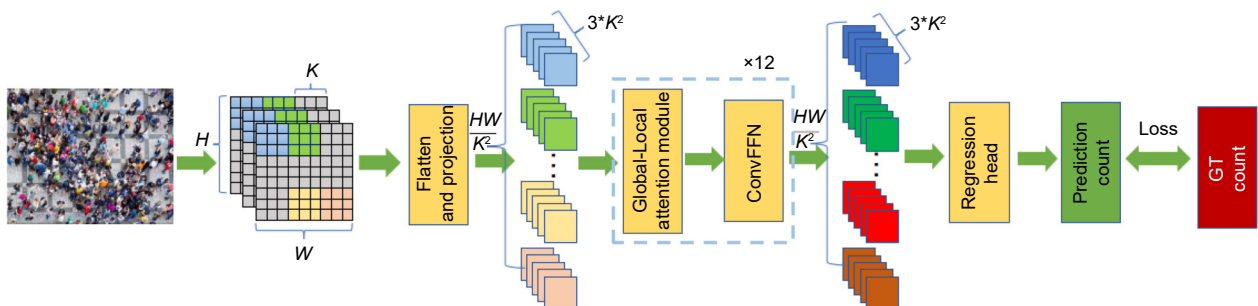 K
H
W
Flatten
and projection
HW
K²
3*K²
×12
Global-Local
attention module
ConvFFN
HW
K²
3*K²
Regression
head
Prediction
count
Loss
GT
count